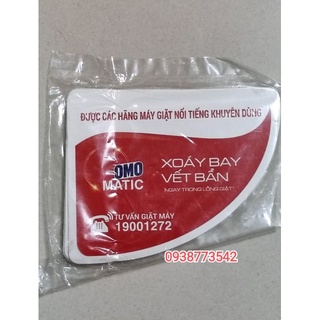 ĐƯỢC CÁC HÃNG MÁY GIẶT NỔI TIẾNG KHUYÊN DÙNG
OMO
MATIC
XOÁY BAY
VẾT BẨN
NGAY TRONG LỒNG GIẶT
TƯ VẤN GIẶT MÁY
19001272
0938773542